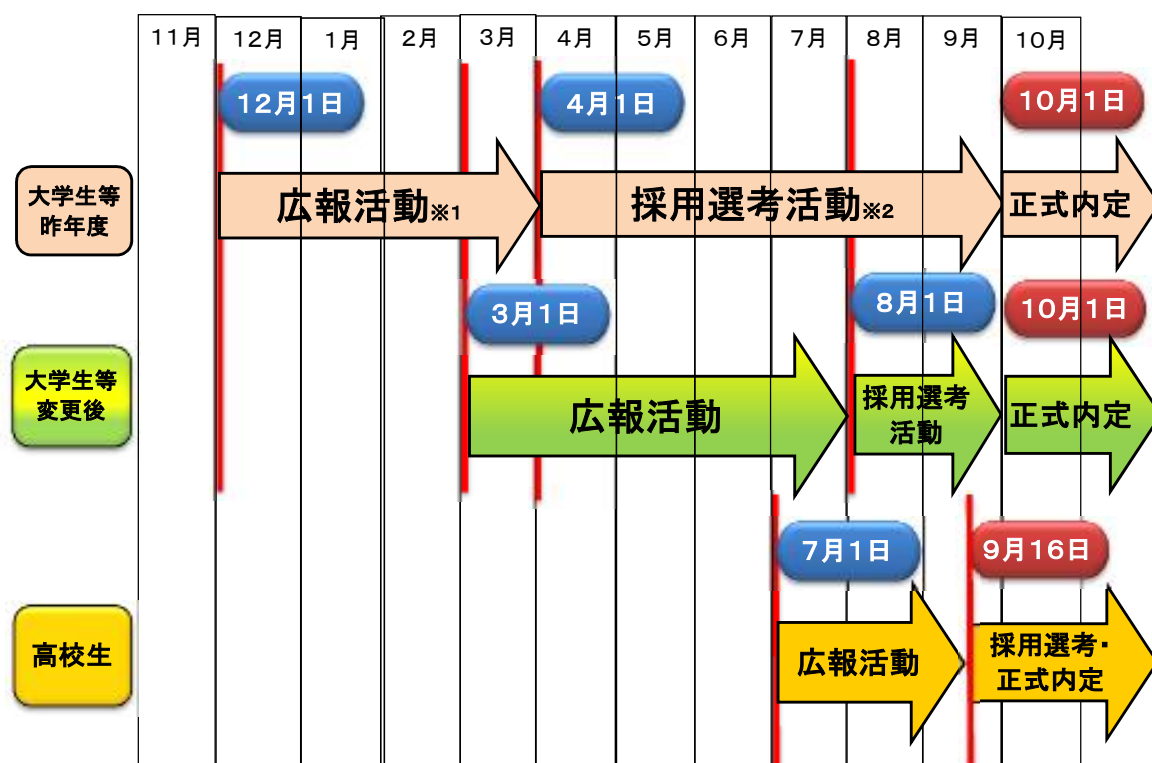 11月 12月 1月 2月 3月 4月 5月 6月 7月 8月 9月 10月
12月1日 4月1日 10月1日
大学生等
昨年度
広報活動※1 採用選考活動※2 正式内定
3月1日 8月1日 10月1日
大学生等
変更後
広報活動
採用選考
活動
正式内定
7月1日 9月16日
高校生
広報活動
採用選考・
正式内定